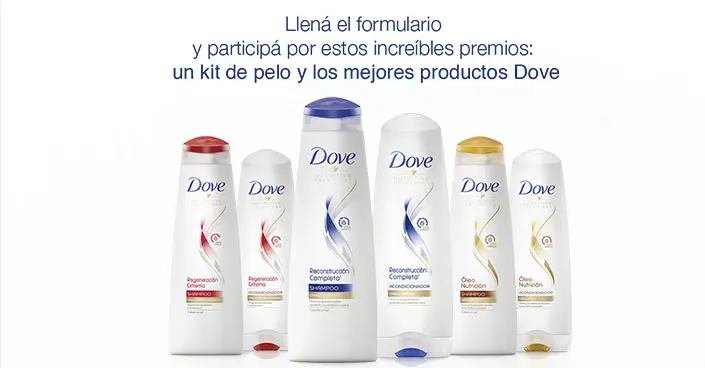 Llená el formulario
y participá por estos increíbles premios:
un kit de pelo y los mejores productos Dove
Dove
Regeneración
Extrema
SHAMPOO
Dove
Regeneración
Extrema
Dove
Reconstrucción
Completa
SHAMPOO
Dove
Reconstrucción
Completa
ACONDICIONADOR
Dove
Óleo
Nutrición
SHAMPOO
Dove
Óleo
Nutrición
ACONDICIONADOR